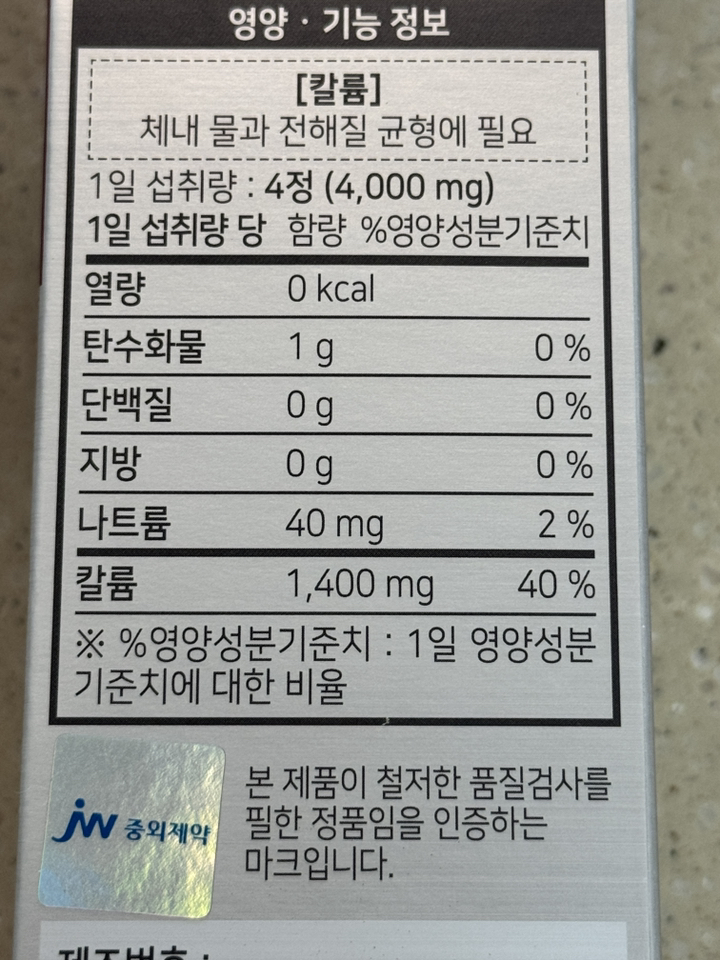 영양 · 기능 정보
[칼륨]
체내 물과 전해질 균형에 필요
1일 섭취량 : 4정 (4,000 mg)
1일 섭취량 당 함량 %영양성분기준치
열량 0 kcal
탄수화물 1 g 0 %
단백질 0 g 0 %
지방 0 g 0 %
나트륨 40 mg 2 %
칼륨 1,400 mg 40 %
※ %영양성분기준치 : 1일 영양성분
기준치에 대한 비율
jw 중외제약
본 제품이 철저한 품질검사를
필한 정품임을 인증하는
마크입니다.
제조번호 :